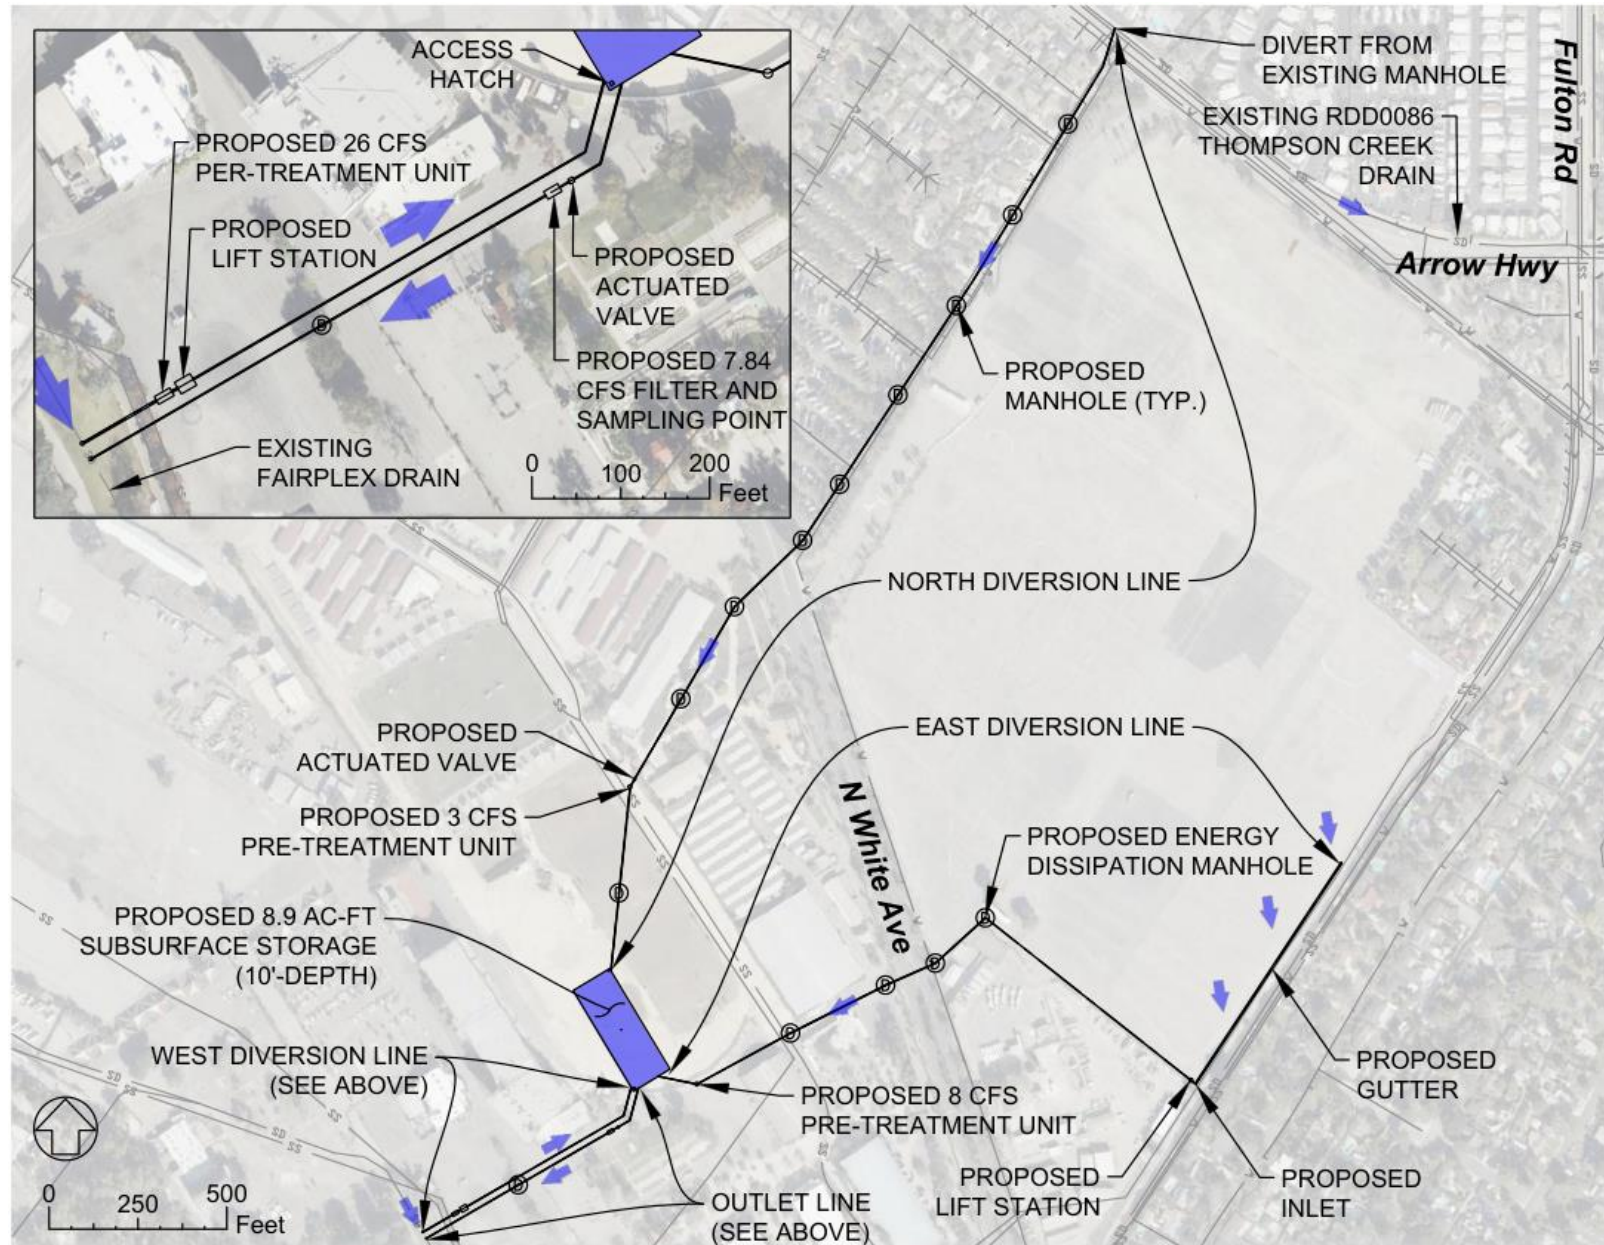 ACCESS
HATCH
PROPOSED 26 CFS
PER-TREATMENT UNIT
PROPOSED
LIFT STATION
PROPOSED
ACTUATED
VALVE
PROPOSED 7.84
CFS FILTER AND
SAMPLING POINT
EXISTING
FAIRPLEX DRAIN
0 100 200
Feet
DIVERT FROM
EXISTING MANHOLE
Fulton Rd
EXISTING RDD0086
THOMPSON CREEK
DRAIN
Arrow Hwy
PROPOSED
MANHOLE (TYP.)
NORTH DIVERSION LINE
EAST DIVERSION LINE
PROPOSED
ACTUATED VALVE
PROPOSED 3 CFS
PRE-TREATMENT UNIT
N White Ave
PROPOSED ENERGY
DISSIPATION MANHOLE
PROPOSED 8.9 AC-FT
SUBSURFACE STORAGE
(10'-DEPTH)
WEST DIVERSION LINE
(SEE ABOVE)
PROPOSED 8 CFS
PRE-TREATMENT UNIT
PROPOSED
GUTTER
PROPOSED
LIFT STATION
PROPOSED
INLET
OUTLET LINE
(SEE ABOVE)
0 250 500
Feet